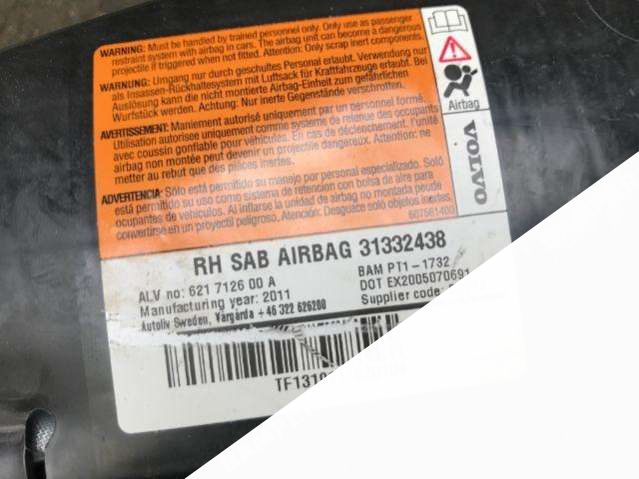 WARNING: Must be handled by trained personnel only. Only use as passenger
restraint system with airbag in cars. The airbag unit can become a dangerous
projectile if triggered when not fitted. Attention: Only scrap inert components.
WARNUNG: Umgang nur durch geschultes Personal erlaubt. Verwendung nur
als Insassen-Rückhaltesystem mit Luftsack für Kraftfahrzeuge erlaubt. Bei
Auslösung kann die nicht montierte Airbag-Einheit zum gefährlichen
Wurfstück werden. Achtung: Nur inerte Gegenstände verschrotten.
AVERTISSEMENT: Maniement autorisé uniquement par un personnel formé.
Utilisation autorisée uniquement comme système de retenue des occupants
avec coussin gonflable pour véhicules. En cas de déclenchement, l'unité
airbag non montée peut devenir un projectile dangereux. Attention: ne
metter au rebut que des pièces inertes.
ADVERTENCIA: Sólo está permitido su manejo por personal especializado. Sólo
está permitido su uso como sistema de retención con bolsa de aire para
ocupantes de vehículos. Al inflarse la unidad de airbag no montada peude
convertirse en un proyectil peligroso. Atención: Desguace solo objetos inertes.
607661400
Airbag
VOLVO
RH SAB AIRBAG 31332438
ALV no: 621 7126 00 A
BAM PT1-1732
Manufacturing year: 2011
DOT EX2005070691
Autoliv Sweden, Vårgårda +46 322 626200
Supplier code:
TF131